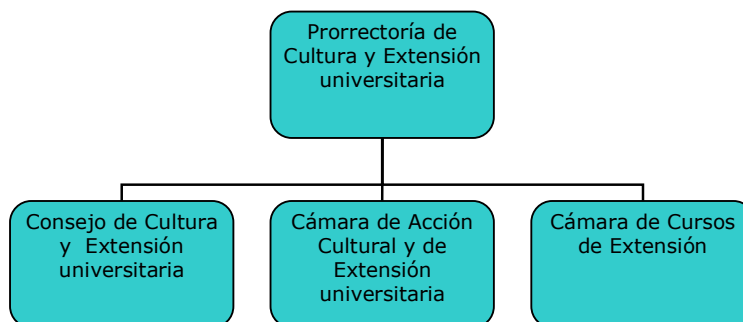 Prorrectoría de
Cultura y Extensión
universitaria
Consejo de Cultura
y Extensión
universitaria
Cámara de Acción
Cultural y de
Extensión
universitaria
Cámara de Cursos
de Extensión